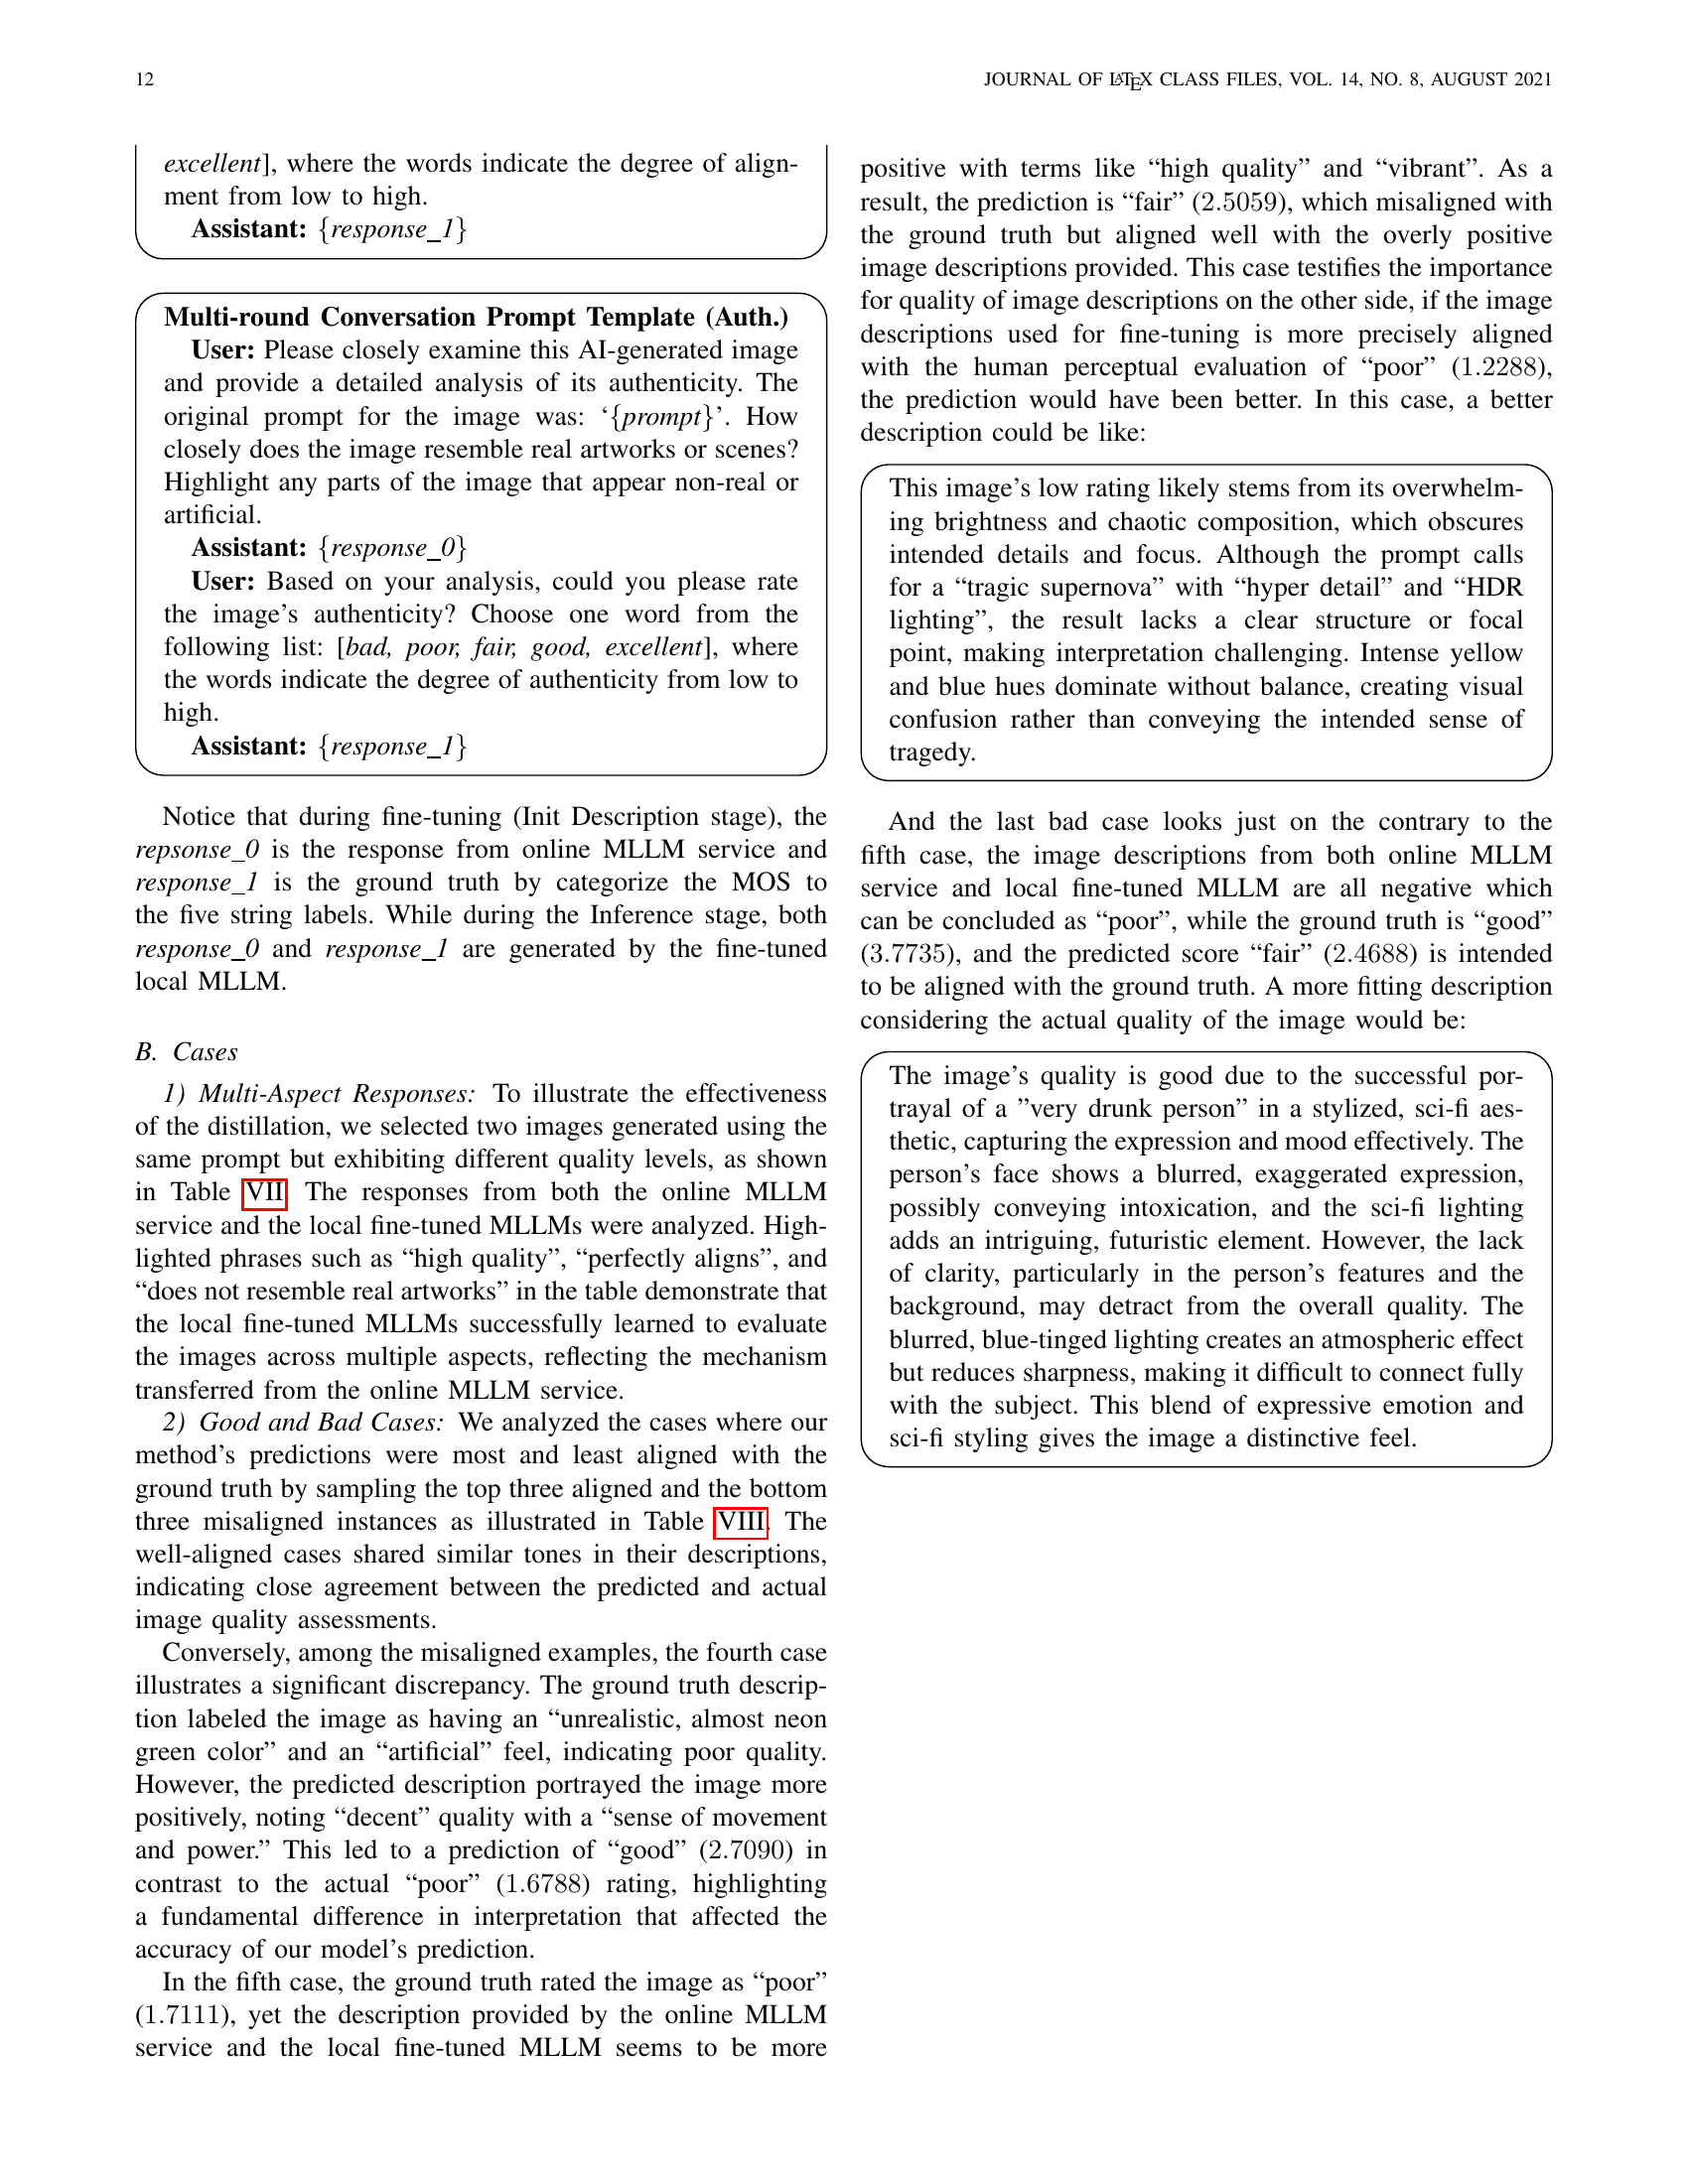 12
JOURNAL OF LATEX CLASS FILES, VOL. 14, NO. 8, AUGUST 2021
excellent], where the words indicate the degree of align-
ment from low to high.
Assistant: {response_1}
Multi-round Conversation Prompt Template (Auth.)
User: Please closely examine this AI-generated image
and provide a detailed analysis of its authenticity. The
original prompt for the image was: ‘{prompt}’. How
closely does the image resemble real artworks or scenes?
Highlight any parts of the image that appear non-real or
artificial.
Assistant: {response_0}
User: Based on your analysis, could you please rate
the image’s authenticity? Choose one word from the
following list: [bad, poor, fair, good, excellent], where
the words indicate the degree of authenticity from low to
high.
Assistant: {response_1}
Notice that during fine-tuning (Init Description stage), the
repsonse_0 is the response from online MLLM service and
response_1 is the ground truth by categorize the MOS to
the five string labels. While during the Inference stage, both
response_0 and response_1 are generated by the fine-tuned
local MLLM.
B. Cases
1) Multi-Aspect Responses: To illustrate the effectiveness
of the distillation, we selected two images generated using the
same prompt but exhibiting different quality levels, as shown
in Table VII. The responses from both the online MLLM
service and the local fine-tuned MLLMs were analyzed. High-
lighted phrases such as “high quality”, “perfectly aligns”, and
“does not resemble real artworks” in the table demonstrate that
the local fine-tuned MLLMs successfully learned to evaluate
the images across multiple aspects, reflecting the mechanism
transferred from the online MLLM service.
2) Good and Bad Cases: We analyzed the cases where our
method’s predictions were most and least aligned with the
ground truth by sampling the top three aligned and the bottom
three misaligned instances as illustrated in Table VIII. The
well-aligned cases shared similar tones in their descriptions,
indicating close agreement between the predicted and actual
image quality assessments.
Conversely, among the misaligned examples, the fourth case
illustrates a significant discrepancy. The ground truth descrip-
tion labeled the image as having an “unrealistic, almost neon
green color” and an “artificial” feel, indicating poor quality.
However, the predicted description portrayed the image more
positively, noting “decent” quality with a “sense of movement
and power.” This led to a prediction of “good” (2.7090) in
contrast to the actual “poor” (1.6788) rating, highlighting
a fundamental difference in interpretation that affected the
accuracy of our model’s prediction.
In the fifth case, the ground truth rated the image as “poor”
(1.7111), yet the description provided by the online MLLM
service and the local fine-tuned MLLM seems to be more
positive with terms like “high quality” and “vibrant”. As a
result, the prediction is “fair” (2.5059), which misaligned with
the ground truth but aligned well with the overly positive
image descriptions provided. This case testifies the importance
for quality of image descriptions on the other side, if the image
descriptions used for fine-tuning is more precisely aligned
with the human perceptual evaluation of “poor” (1.2288),
the prediction would have been better. In this case, a better
description could be like:
This image’s low rating likely stems from its overwhelm-
ing brightness and chaotic composition, which obscures
intended details and focus. Although the prompt calls
for a “tragic supernova” with “hyper detail” and “HDR
lighting”, the result lacks a clear structure or focal
point, making interpretation challenging. Intense yellow
and blue hues dominate without balance, creating visual
confusion rather than conveying the intended sense of
tragedy.
And the last bad case looks just on the contrary to the
fifth case, the image descriptions from both online MLLM
service and local fine-tuned MLLM are all negative which
can be concluded as “poor”, while the ground truth is “good”
(3.7735), and the predicted score “fair” (2.4688) is intended
to be aligned with the ground truth. A more fitting description
considering the actual quality of the image would be:
The image’s quality is good due to the successful por-
trayal of a ”very drunk person” in a stylized, sci-fi aes-
thetic, capturing the expression and mood effectively. The
person’s face shows a blurred, exaggerated expression,
possibly conveying intoxication, and the sci-fi lighting
adds an intriguing, futuristic element. However, the lack
of clarity, particularly in the person’s features and the
background, may detract from the overall quality. The
blurred, blue-tinged lighting creates an atmospheric effect
but reduces sharpness, making it difficult to connect fully
with the subject. This blend of expressive emotion and
sci-fi styling gives the image a distinctive feel.